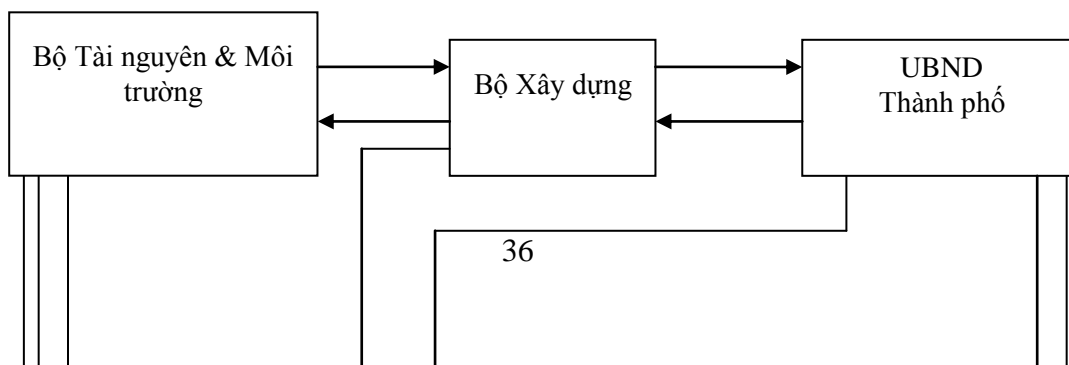 Bộ Tài nguyên & Môi
trường
Bộ Xây dựng
UBND
Thành phố
36